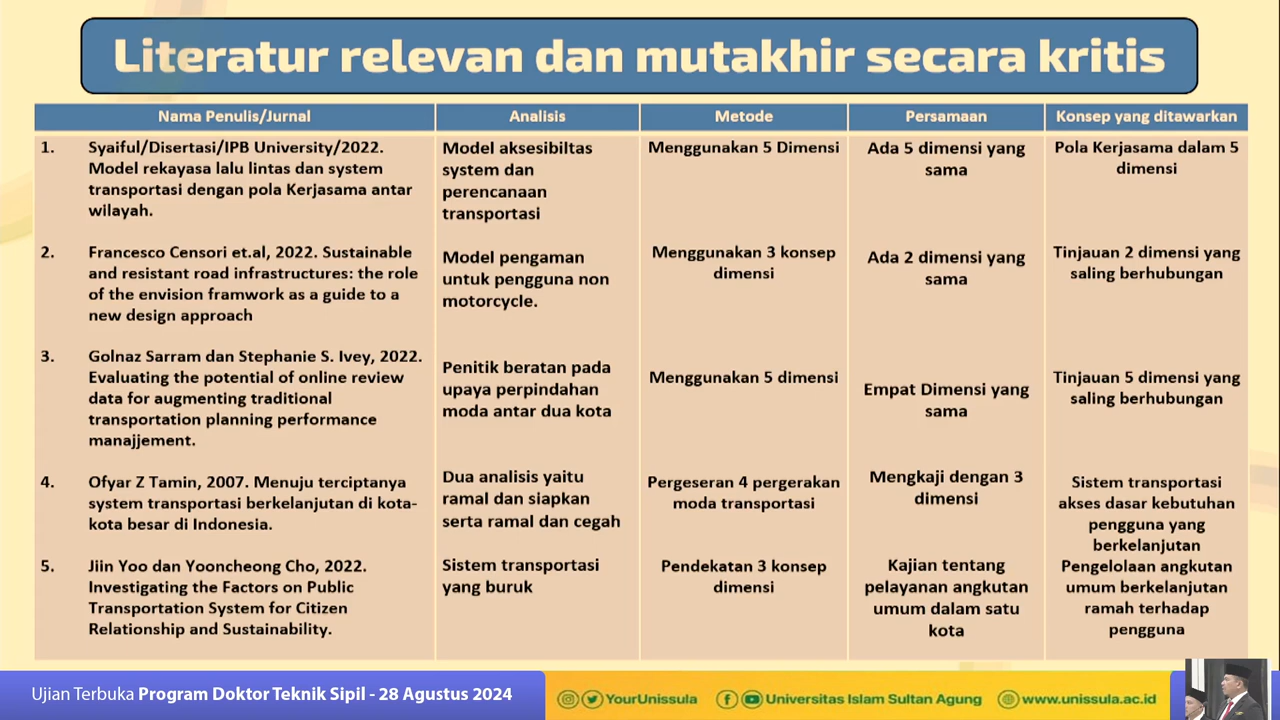 Literatur relevan dan mutakhir secara kritis
Nama Penulis/Jurnal
Analisis
Metode
Persamaan
Konsep yang ditawarkan
1.
Syaiful/Disertasi/IPB University/2022.
Model rekayasa lalu lintas dan system
transportasi dengan pola Kerjasama antar
wilayah.
Model aksesibiltas
system dan
perencanaan
transportasi
Menggunakan 5 Dimensi
Ada 5 dimensi yang
sama
Pola Kerjasama dalam 5
dimensi
2.
Francesco Censori et.al, 2022. Sustainable
and resistant road infrastructures: the role
of the envision framwork as a guide to a
new design approach
Model pengaman
untuk pengguna non
motorcycle.
Menggunakan 3 konsep
dimensi
Ada 2 dimensi yang
sama
Tinjauan 2 dimensi yang
saling berhubungan
3.
Golnaz Sarram dan Stephanie S. Ivey, 2022.
Evaluating the potential of online review
data for augmenting traditional
transportation planning performance
manajjement.
Penitik beratan pada
upaya perpindahan
moda antar dua kota
Menggunakan 5 dimensi
Empat Dimensi yang
sama
Tinjauan 5 dimensi yang
saling berhubungan
4.
Ofyar Z Tamin, 2007. Menuju terciptanya
system transportasi berkelanjutan di kota-
kota besar di Indonesia.
Dua analisis yaitu
ramal dan siapkan
serta ramal dan cegah
Pergeseran 4 pergerakan
moda transportasi
Mengkaji dengan 3
dimensi
Sistem transportasi
akses dasar kebutuhan
pengguna yang
berkelanjutan
5.
Jiin Yoo dan Yooncheong Cho, 2022.
Investigating the Factors on Public
Transportation System for Citizen
Relationship and Sustainability.
Sistem transportasi
yang buruk
Pendekatan 3 konsep
dimensi
Kajian tentang
pelayanan angkutan
umum dalam satu
kota
Pengelolaan angkutan
umum berkelanjutan
ramah terhadap
pengguna
Ujian Terbuka Program Doktor Teknik Sipil - 28 Agustus 2024
YourUnissula
Universitas Islam Sultan Agung
www.unissula.ac.id